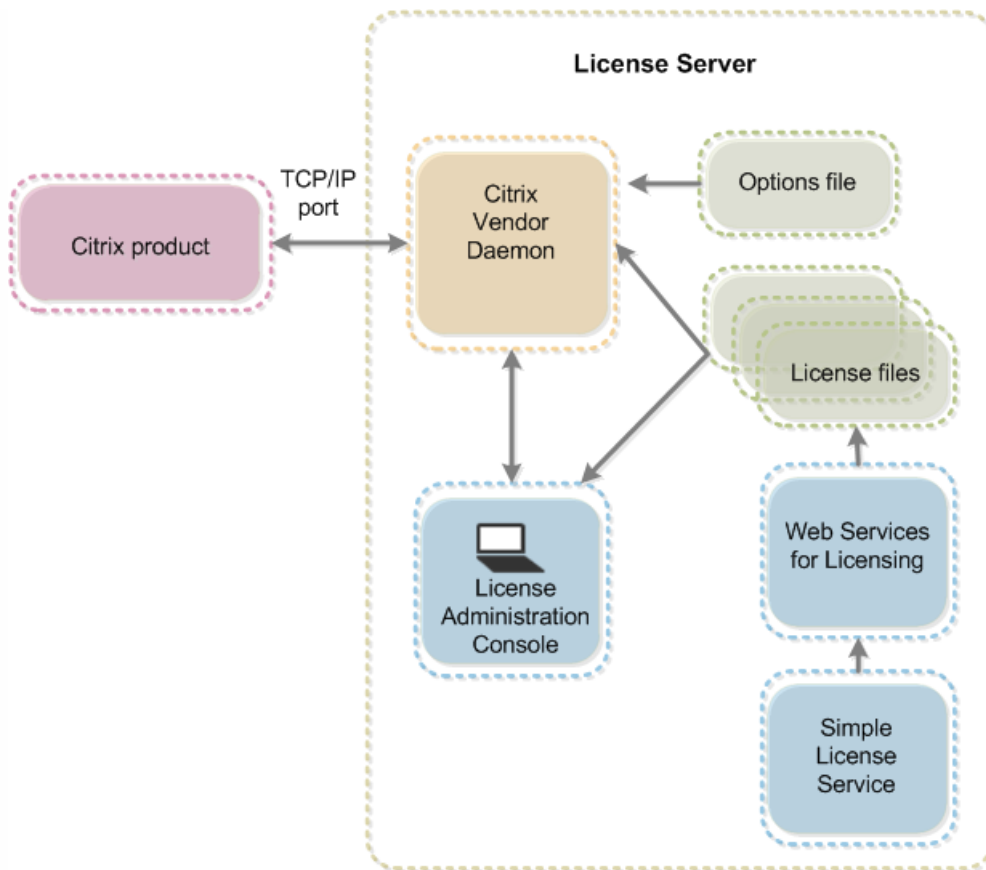 License Server
TCP/IP
port
Citrix product
Citrix
Vendor
Daemon
Options file
License files
License
Administration
Console
Web Services
for Licensing
Simple
License
Service